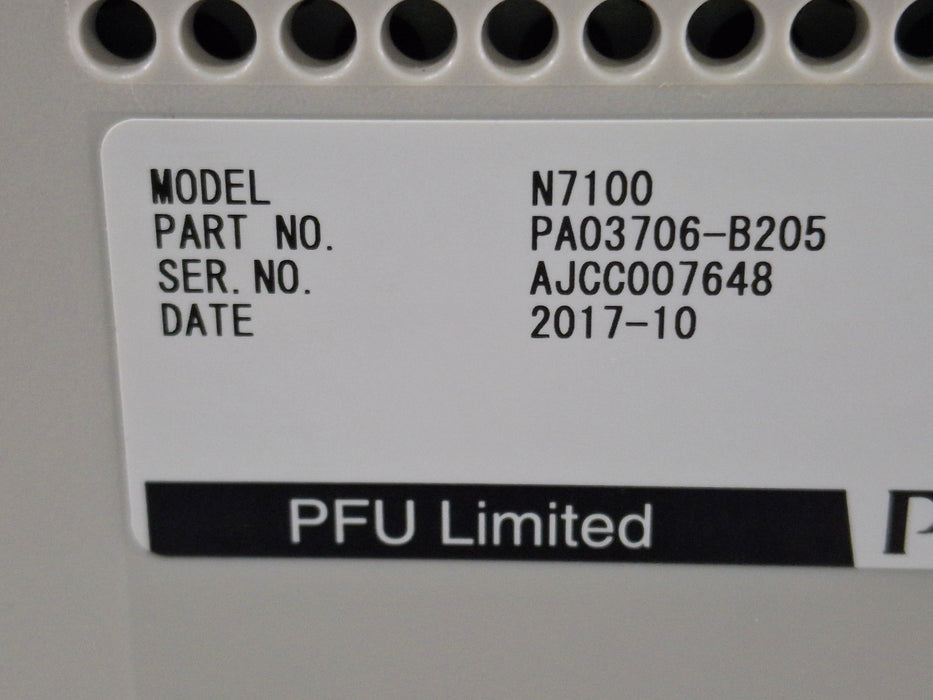 MODEL N7100
PART NO. PA03706-B205
SER. NO. AJCC007648
DATE 2017-10
PFU Limited P